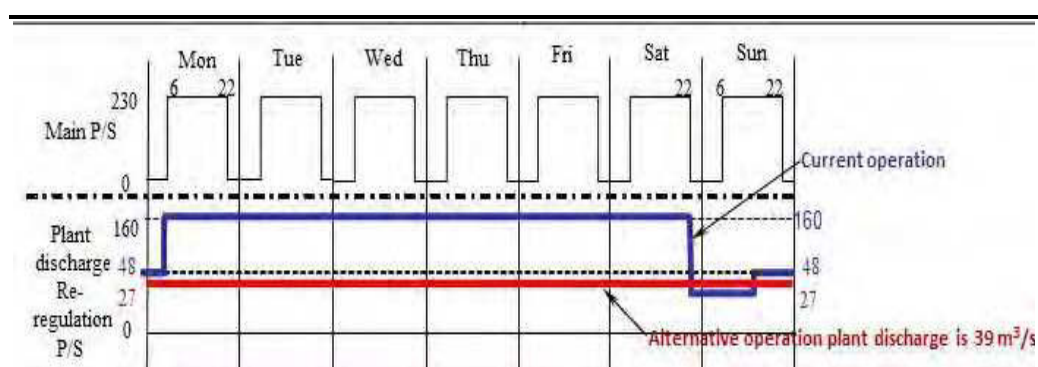 Mon Tue Wed Thu Fri Sat Sun
6 22 22 6 22
230
Main P/S
0
Current operation
Plant discharge
160 160
48 48
27 27
Re-regulation P/S
0
Alternative operation plant discharge is 39 m³/s